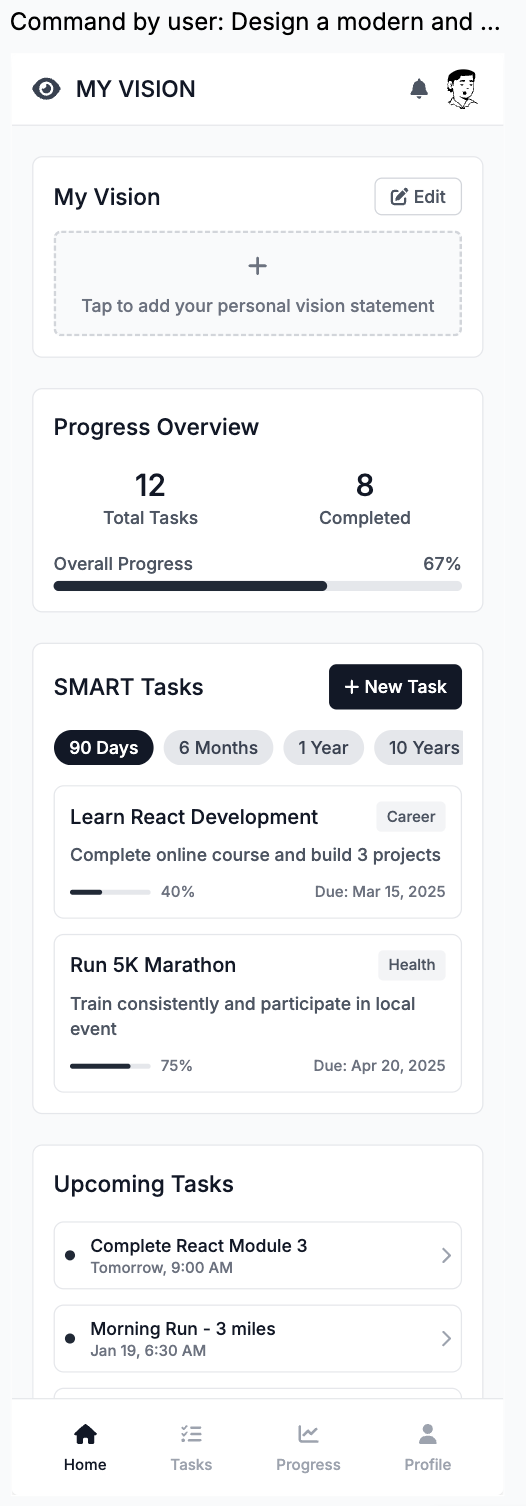 Command by user: Design a modern and ...
MY VISION
My Vision
Edit
Tap to add your personal vision statement
Progress Overview
12
Total Tasks
8
Completed
Overall Progress
67%
SMART Tasks
+ New Task
90 Days
6 Months
1 Year
10 Years
Learn React Development
Career
Complete online course and build 3 projects
40%
Due: Mar 15, 2025
Run 5K Marathon
Health
Train consistently and participate in local
event
75%
Due: Apr 20, 2025
Upcoming Tasks
Complete React Module 3
Tomorrow, 9:00 AM
Morning Run - 3 miles
Jan 19, 6:30 AM
Home
Tasks
Progress
Profile